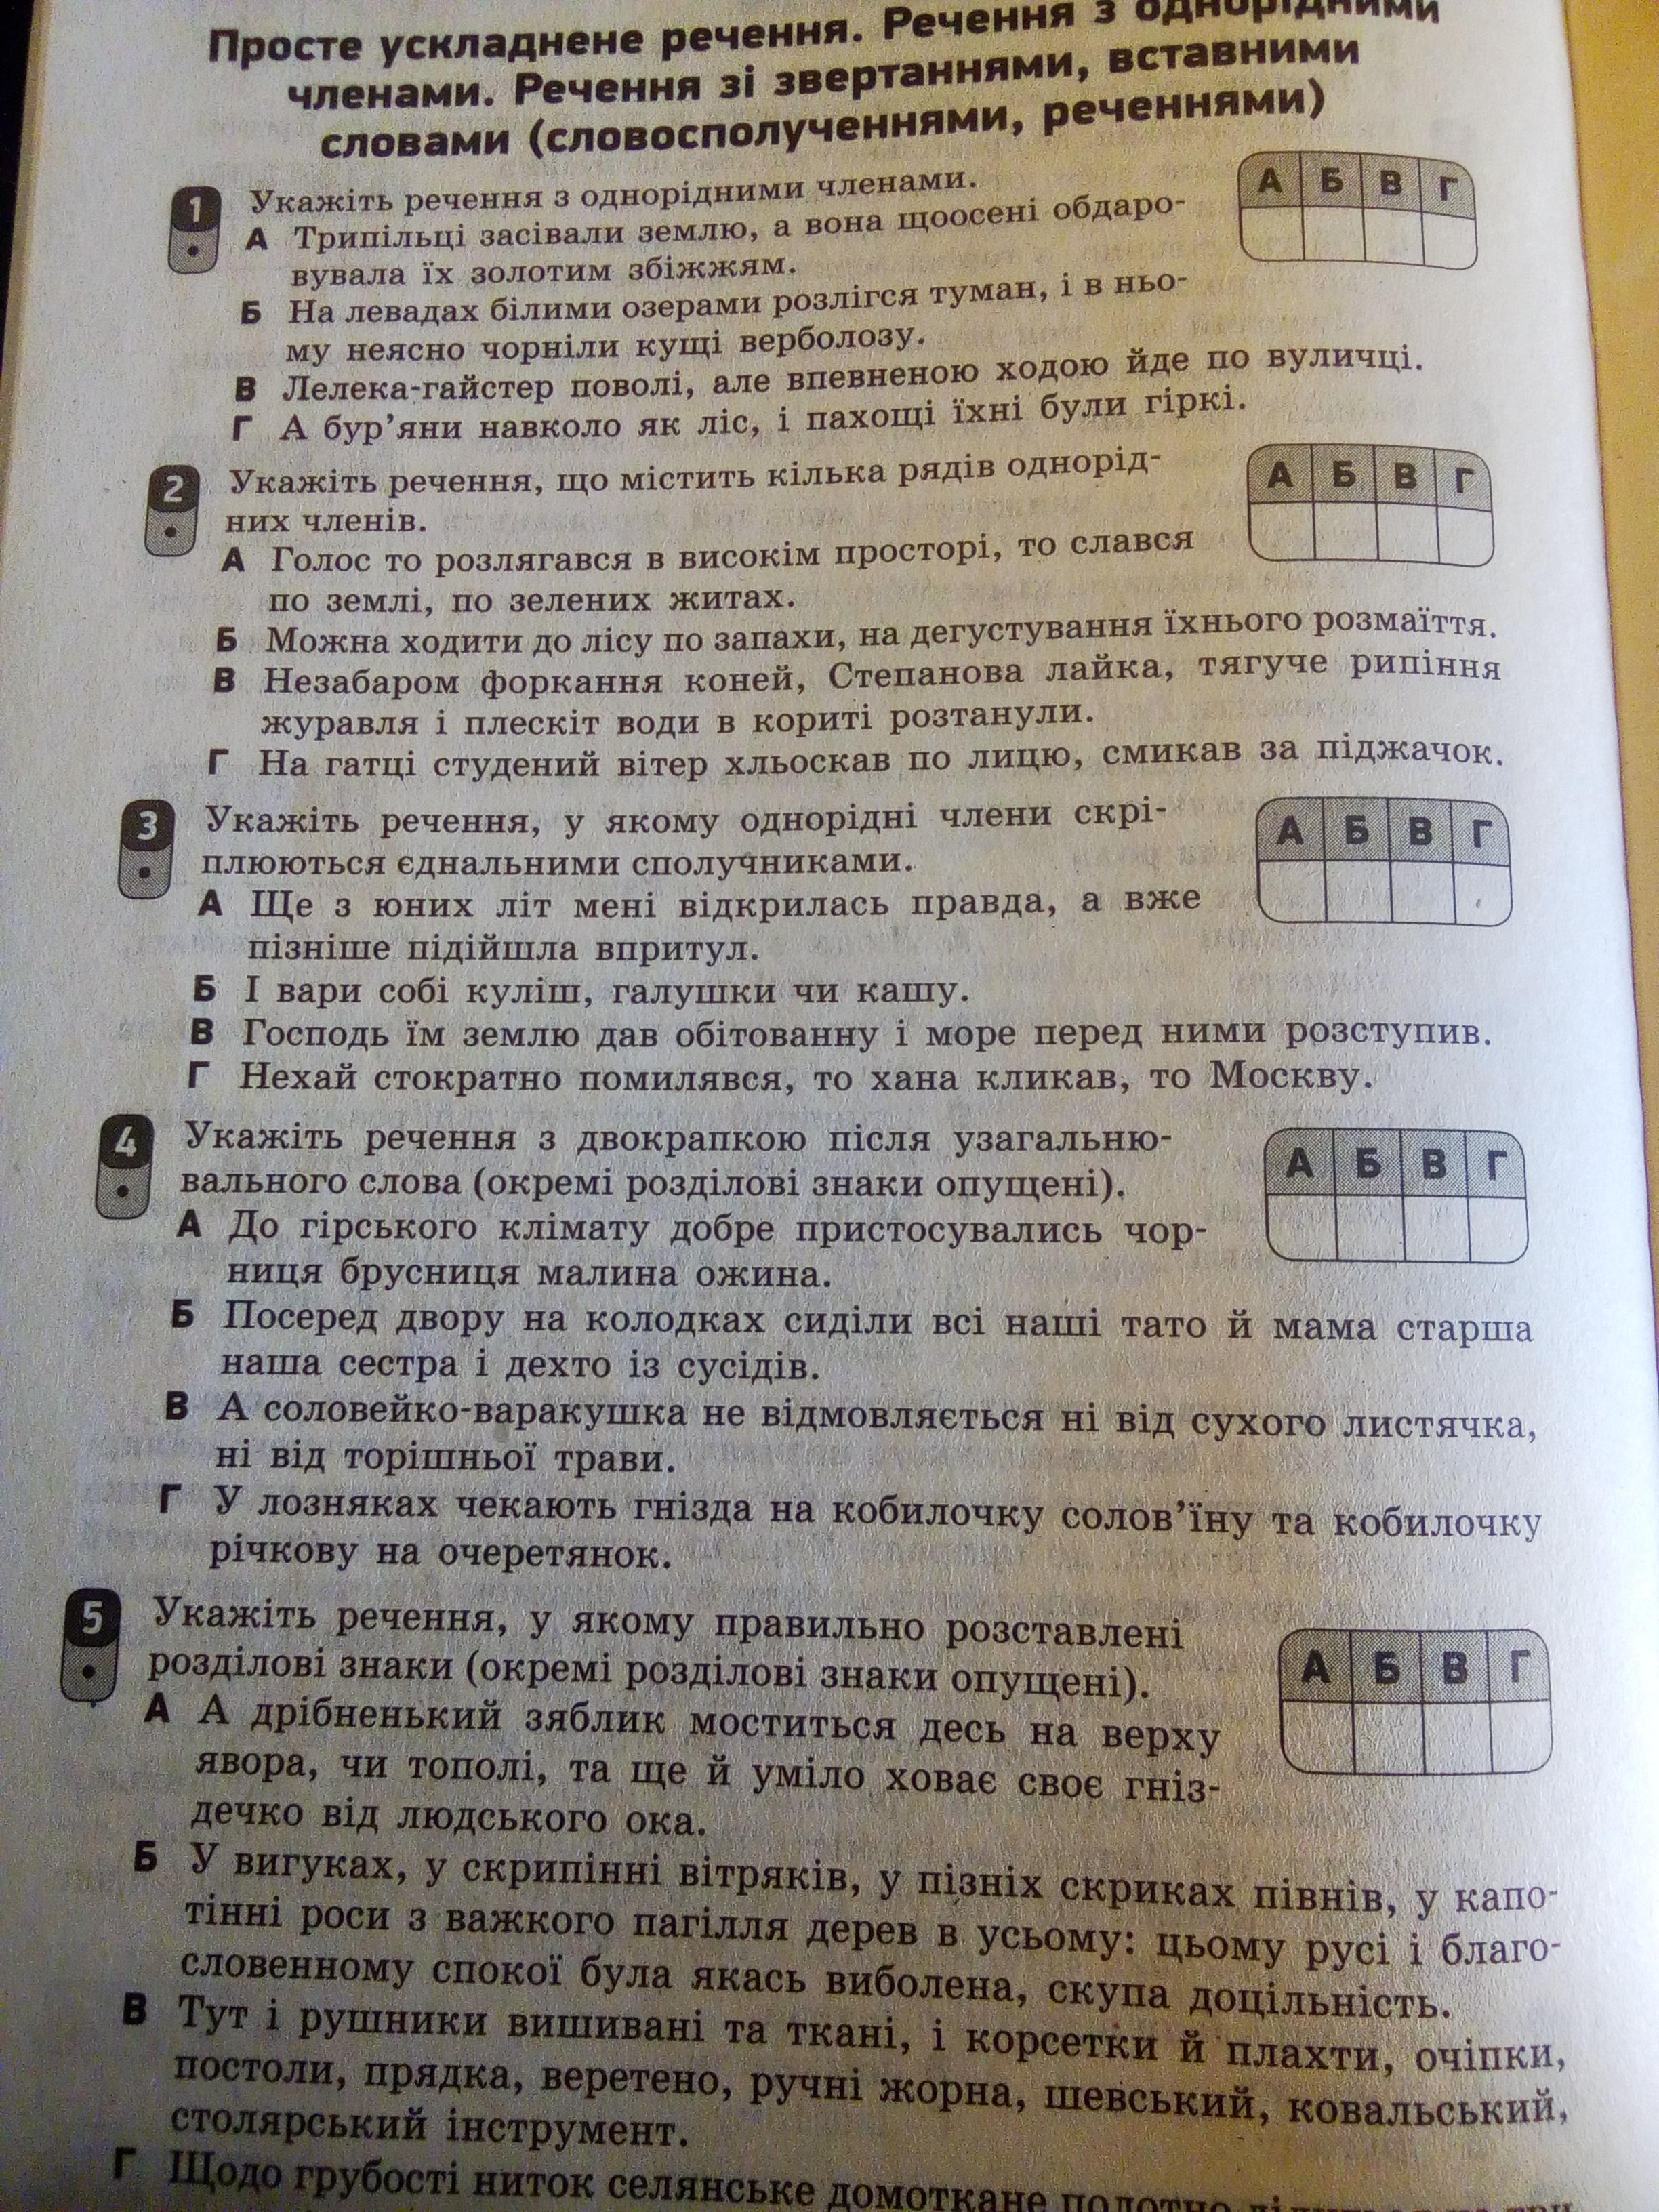 Просте ускладнене речення. Речення з однорідними
членами. Речення зі звертаннями, вставними
словами (словосполученнями, реченнями)
1 Укажіть речення з однорідними членами.
А Б В Г
А Трипільці засівали землю, а вона щоосені обдаро-
вувала їх золотим збіжжям.
Б На левадах білими озерами розлігся туман, і в ньо-
му неясно чорніли кущі верболозу.
В Лелека-гайстер поволі, але впевненою ходою йде по вуличці.
Г А бур’яни навколо як ліс, і пахощі їхні були гіркі.
2 Укажіть речення, що містить кілька рядів однорід-
них членів.
А Б В Г
А Голос то розлягався в високім просторі, то слався
по землі, по зелених житах.
Б Можна ходити до лісу по запахи, на дегустування їхнього розмаїття.
В Незабаром форкання коней, Степанова лайка, тягуче рипіння
журавля і плескіт води в кориті розтанули.
Г На гатці студений вітер хльоскав по лицю, смикав за піджачок.
3 Укажіть речення, у якому однорідні члени скрі-
плюються єднальними сполучниками.
А Б В Г
А Ще з юних літ мені відкрилась правда, а вже
пізніше підійшла впритул.
Б І вари собі куліш, галушки чи кашу.
В Господь їм землю дав обітованну і море перед ними розступив.
Г Нехай стократно помилявся, то хана кликав, то Москву.
4 Укажіть речення з двокрапкою після узагальню-
вального слова (окремі розділові знаки опущені).
А Б В Г
А До гірського клімату добре пристосувались чор-
ниця брусниця малина ожина.
Б Посеред двору на колодках сиділи всі наші тато й мама старша
наша сестра і дехто із сусідів.
В А соловейко-варакушка не відмовляється ні від сухого листячка,
ні від торішньої трави.
Г У лозняках чекають гнізда на кобилочку солов’їну та кобилочку
річкову на очеретянок.
5 Укажіть речення, у якому правильно розставлені
розділові знаки (окремі розділові знаки опущені).
А Б В Г
А А дрібненький зяблик моститься десь на верху
явора, чи тополі, та ще й уміло ховає своє гніз-
дечко від людського ока.
Б У вигуках, у скрипінні вітряків, у пізніх скриках півнів, у капо-
тінні роси з важкого пагілля дерев в усьому: цьому русі і благо-
словенному спокої була якась виболена, скупа доцільність.
В Тут і рушники вишивані та ткані, і корсетки й плахти, очіпки,
постоли, прядка, веретено, ручні жорна, шевський, ковальський,
столярський інструмент.
Г Щодо грубості ниток селянське домоткане полотно